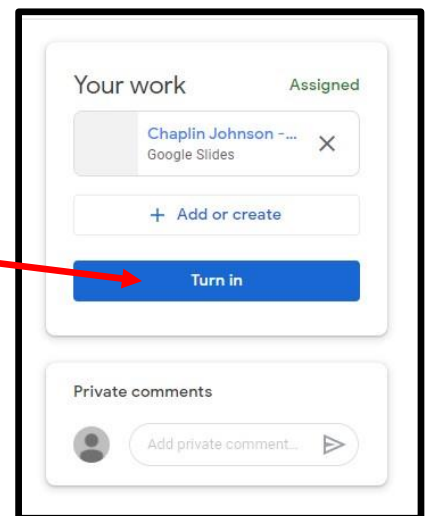 Your work Assigned
Chaplin Johnson -...
Google Slides
+ Add or create
Turn in
Private comments
Add private comment...